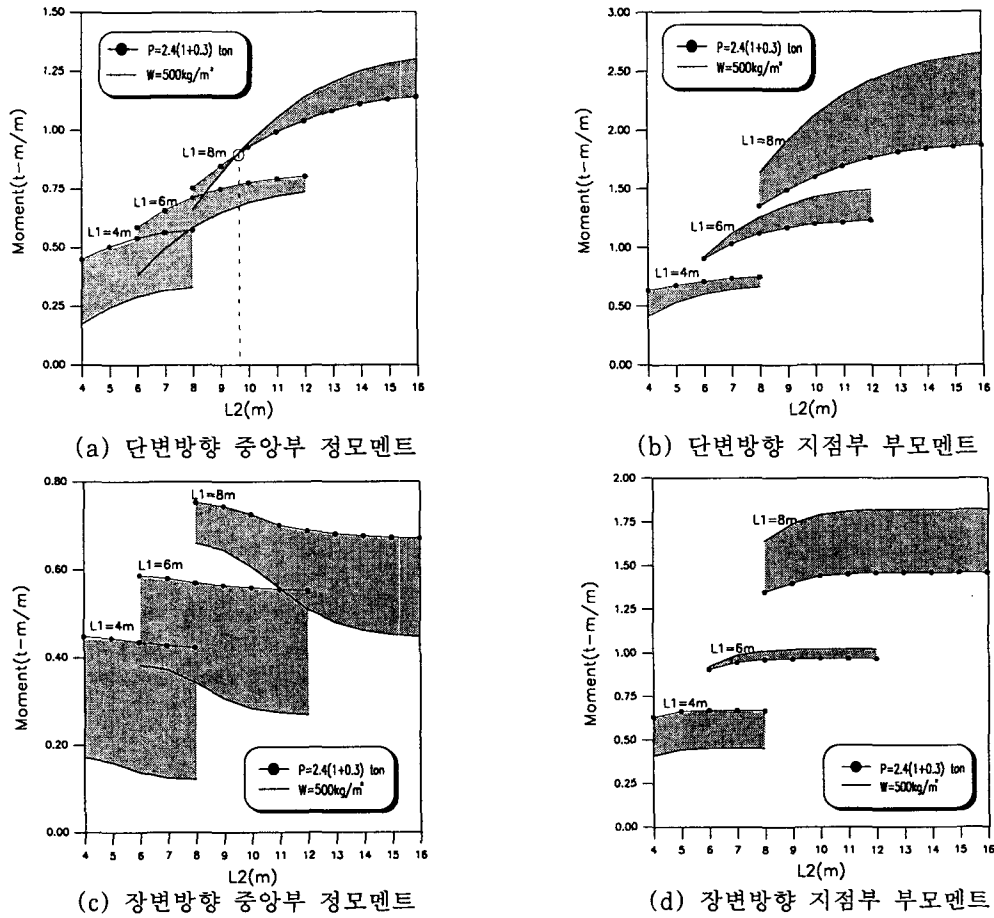 1.50
1.25
1.00
0.75
0.50
0.25
0.00
Moment(t-m/m)
P=2.4(1+0.3) ton
W=500kg/m²
L1=8m
L1=6m
L1=4m
4 5 6 7 8 9 10 11 12 13 14 15 16
L2(m)
(a) 단변방향 중앙부 정모멘트
3.00
2.50
2.00
1.50
1.00
0.50
0.00
Moment(t-m/m)
P=2.4(1+0.3) ton
W=500kg/m²
L1=8m
L1=6m
L1=4m
4 5 6 7 8 9 10 11 12 13 14 15 16
L2(m)
(b) 단변방향 지점부 부모멘트
0.80
0.60
0.40
0.20
0.00
Moment(t-m/m)
L1=8m
L1=6m
L1=4m
P=2.4(1+0.3) ton
W=500kg/m²
4 5 6 7 8 9 10 11 12 13 14 15 16
L2(m)
(c) 장변방향 중앙부 정모멘트
2.00
1.75
1.50
1.25
1.00
0.75
0.50
0.25
0.00
Moment(t-m/m)
L1=8m
L1=6m
L1=4m
P=2.4(1+0.3) ton
W=500kg/m²
4 5 6 7 8 9 10 11 12 13 14 15 16
L2(m)
(d) 장변방향 지점부 부모멘트